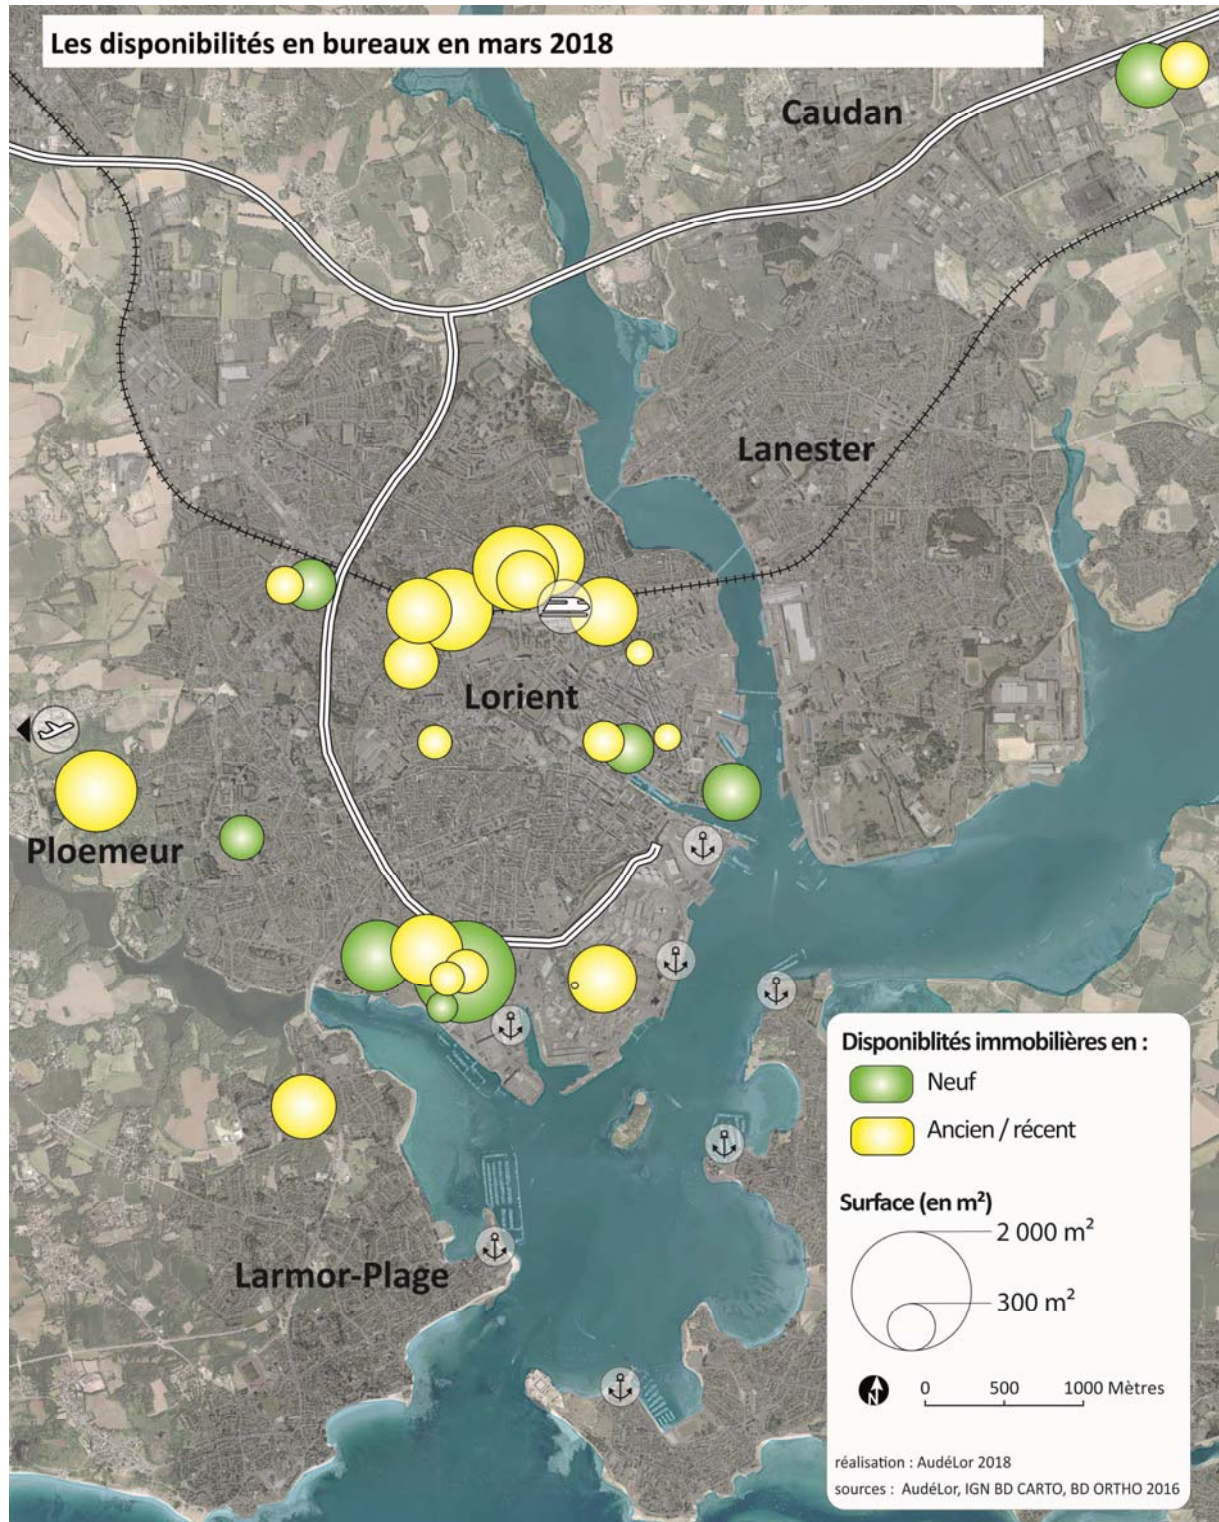 Les disponibilités en bureaux en mars 2018
Caudan
Lanester
Lorient
Ploemeur
Larmor-Plage
Disponiblités immobilières en :
Neuf
Ancien / récent
Surface (en m²)
2 000 m²
300 m²
N
0 500 1000 Mètres
réalisation : AudéLor 2018
sources : AudéLor, IGN BD CARTO, BD ORTHO 2016